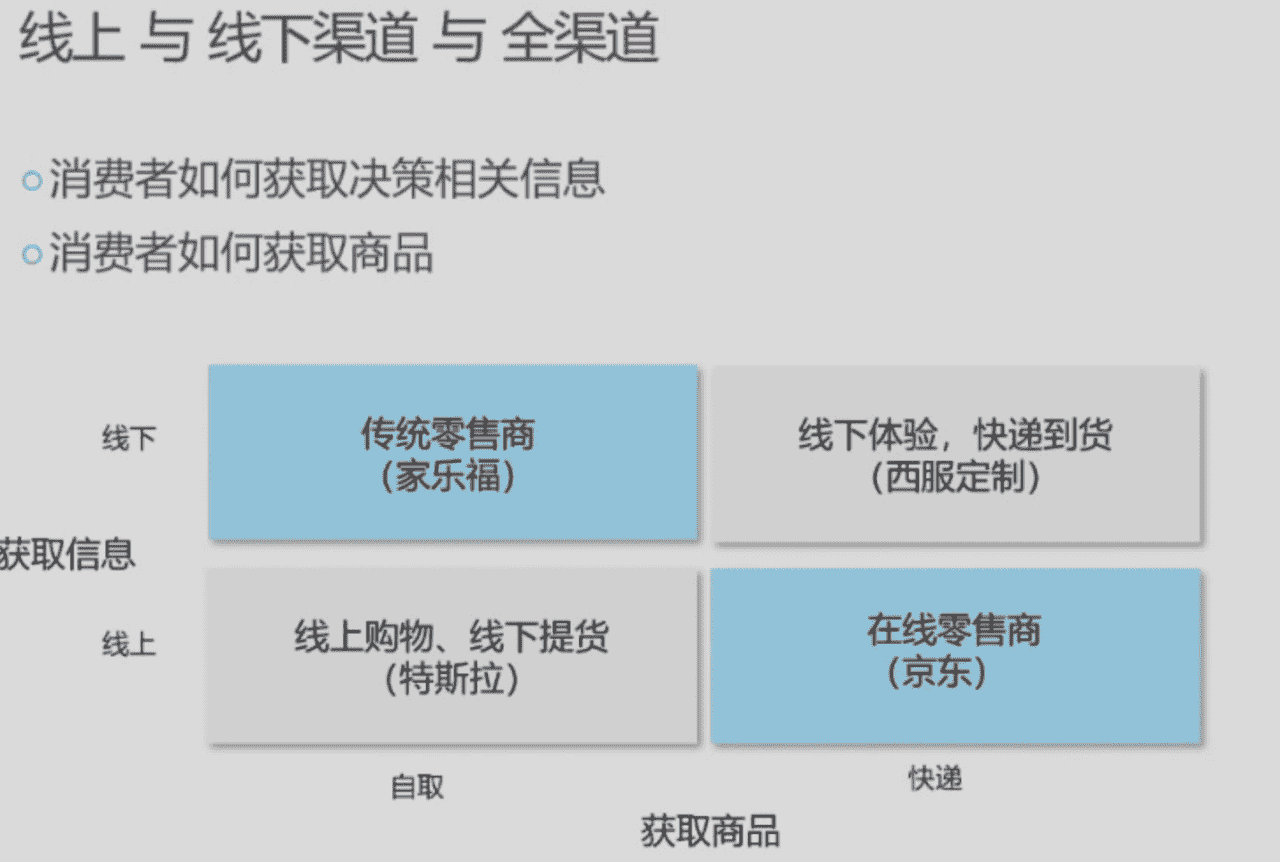 线上 与 线下渠道 与 全渠道
消费者如何获取决策相关信息
消费者如何获取商品
线下
传统零售商
（家乐福）
线下体验，快递到货
（西服定制）
获取信息
线上
线上购物、线下提货
（特斯拉）
在线零售商
（京东）
自取
快递
获取商品